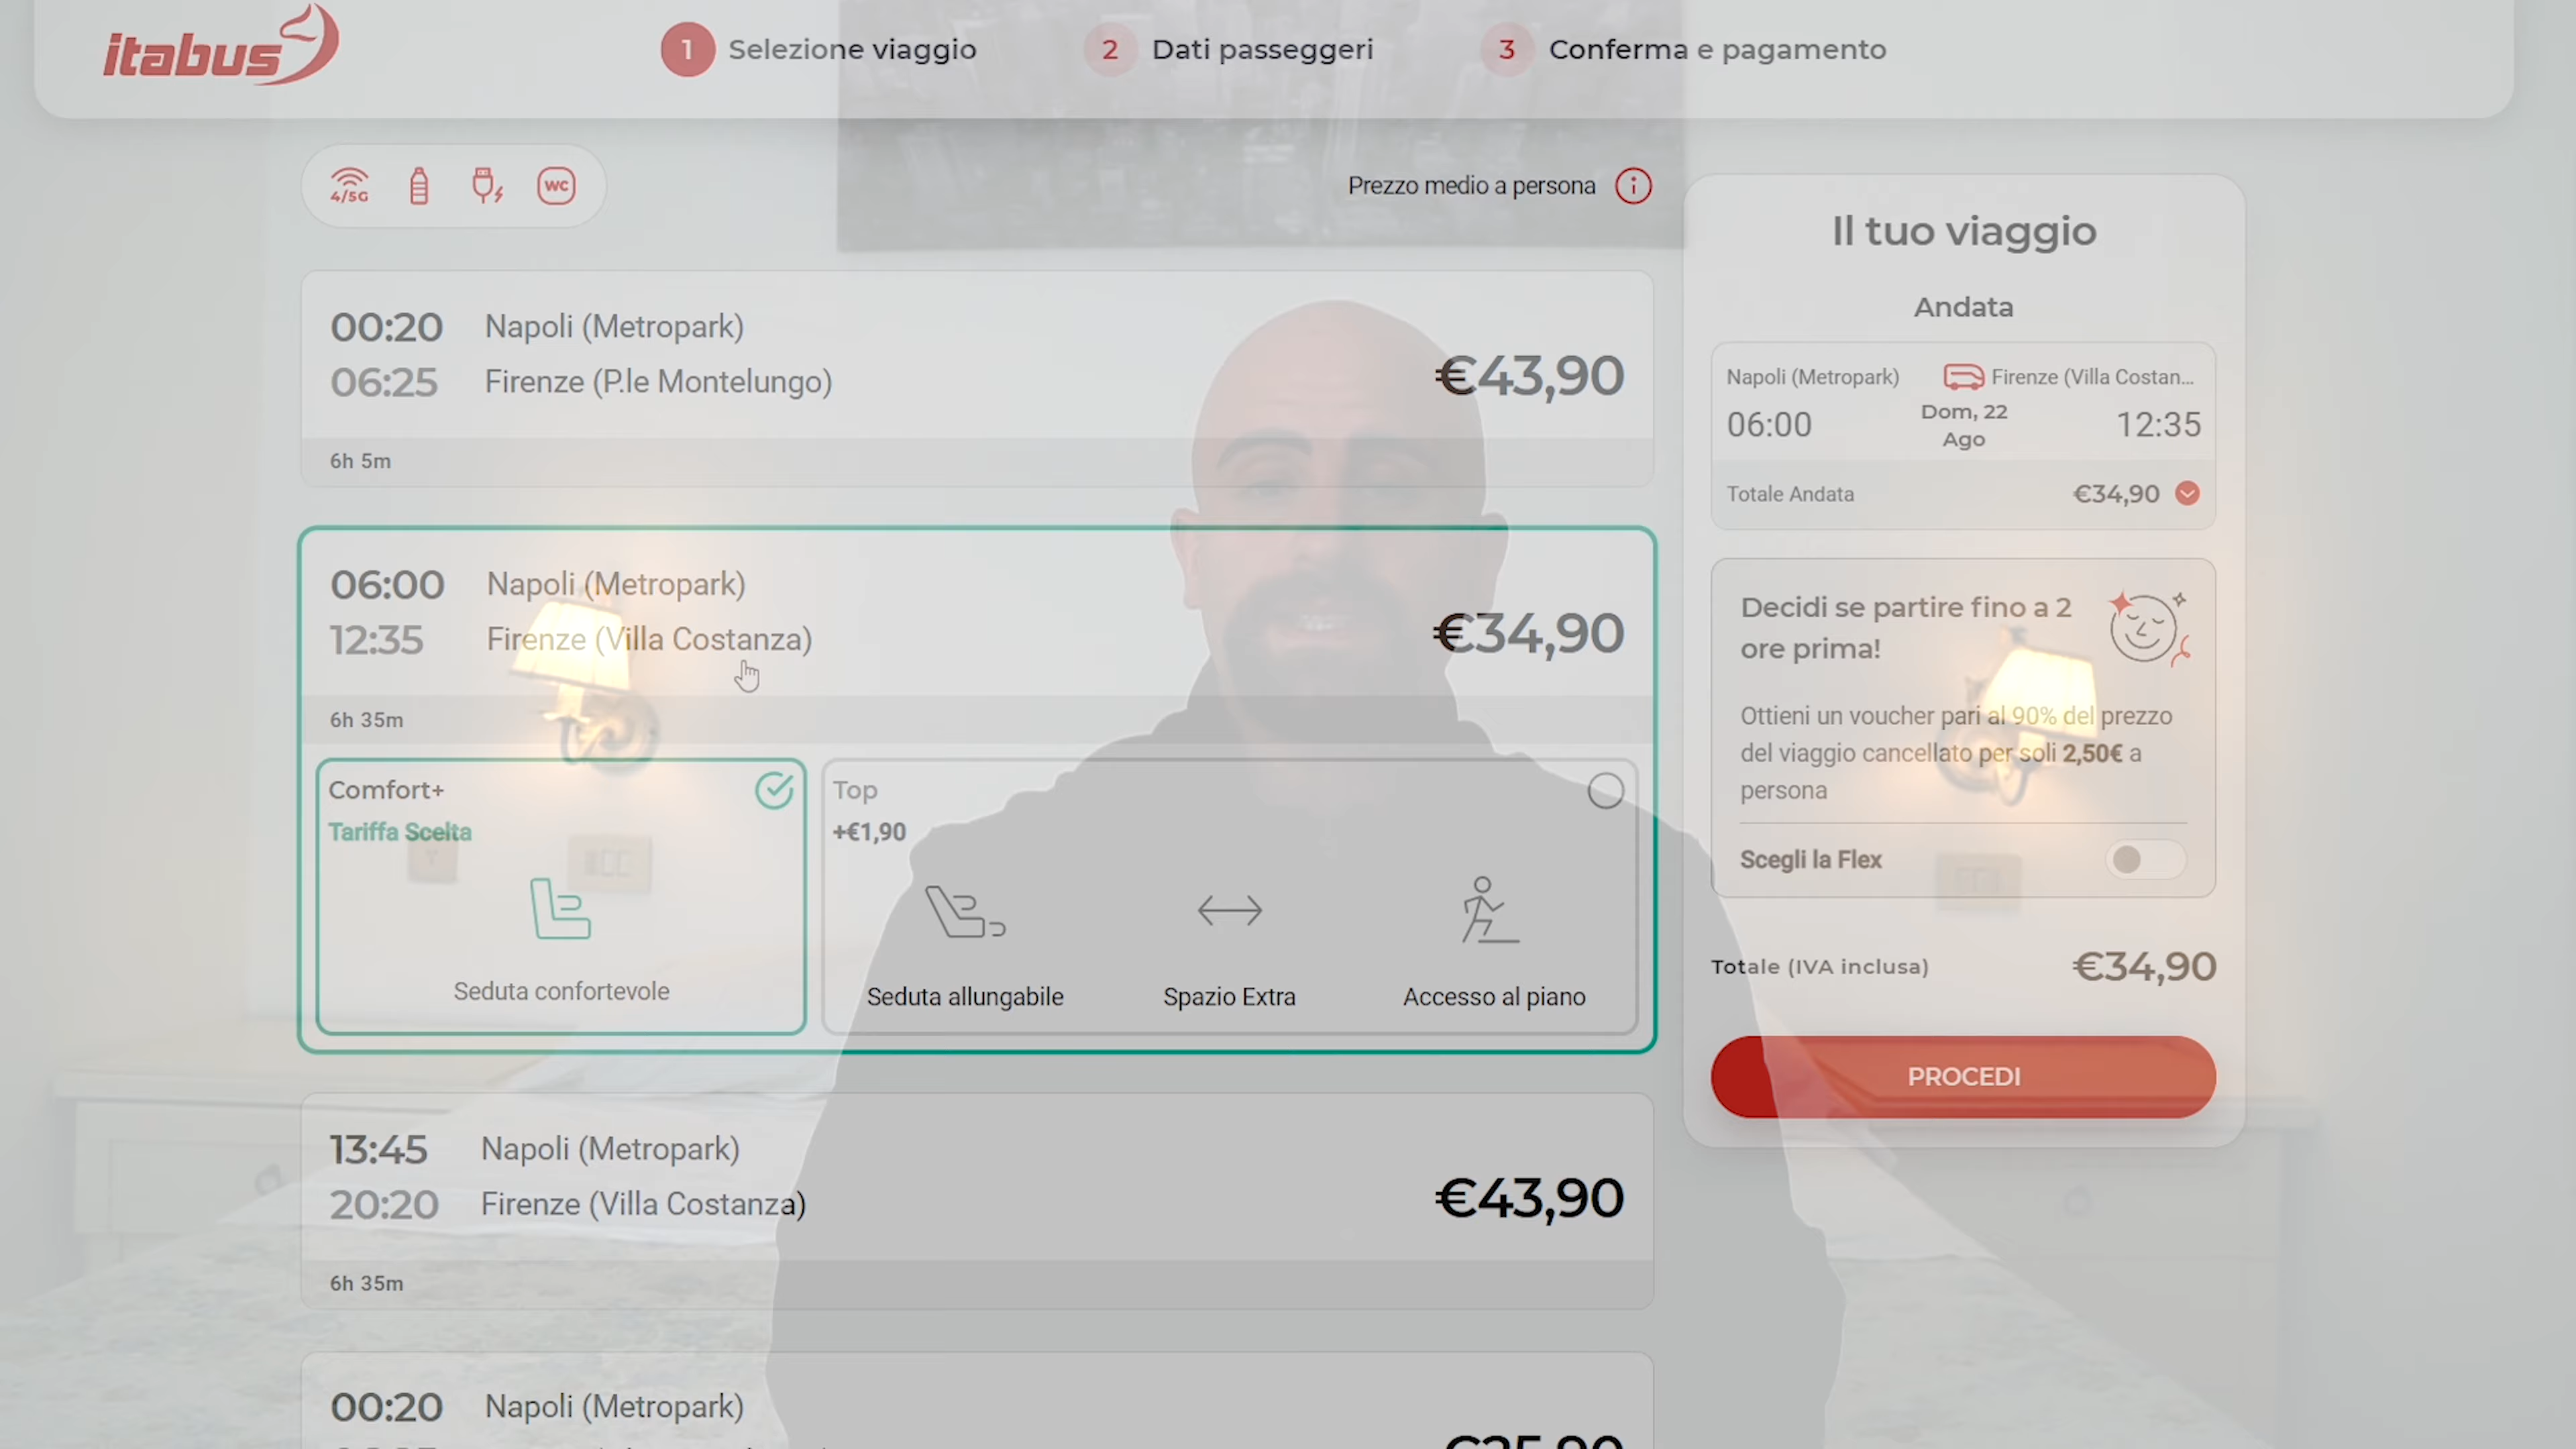 itabus
1 Selezione viaggio
2 Dati passeggeri
3 Conferma e pagamento
4/5G
WC
Prezzo medio a persona
00:20 Napoli (Metropark)
06:25 Firenze (P.le Montelungo)
€43,90
6h 5m
06:00 Napoli (Metropark)
12:35 Firenze (Villa Costanza)
€34,90
6h 35m
Comfort+
Tariffa Scelta
Seduta confortevole
Top
+€1,90
Seduta allungabile
Spazio Extra
Accesso al piano
13:45 Napoli (Metropark)
20:20 Firenze (Villa Costanza)
€43,90
6h 35m
00:20 Napoli (Metropark)
Il tuo viaggio
Andata
Napoli (Metropark) Firenze (Villa Costan...
06:00 Dom, 22 12:35
Ago
Totale Andata €34,90
Decidi se partire fino a 2
ore prima!
Ottieni un voucher pari al 90% del prezzo
del viaggio cancellato per soli 2,50€ a
persona
Scegli la Flex
Totale (IVA inclusa) €34,90
PROCEDI